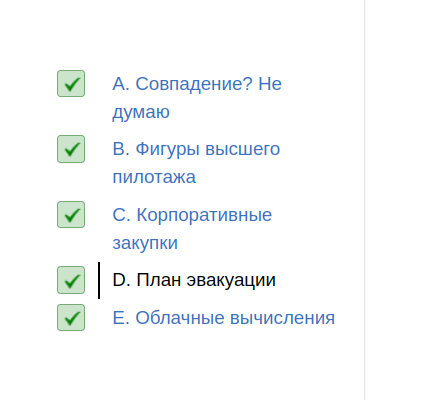 A. Совпадение? Не
думаю
B. Фигуры высшего
пилотажа
C. Корпоративные
закупки
D. План эвакуации
E. Облачные вычисления